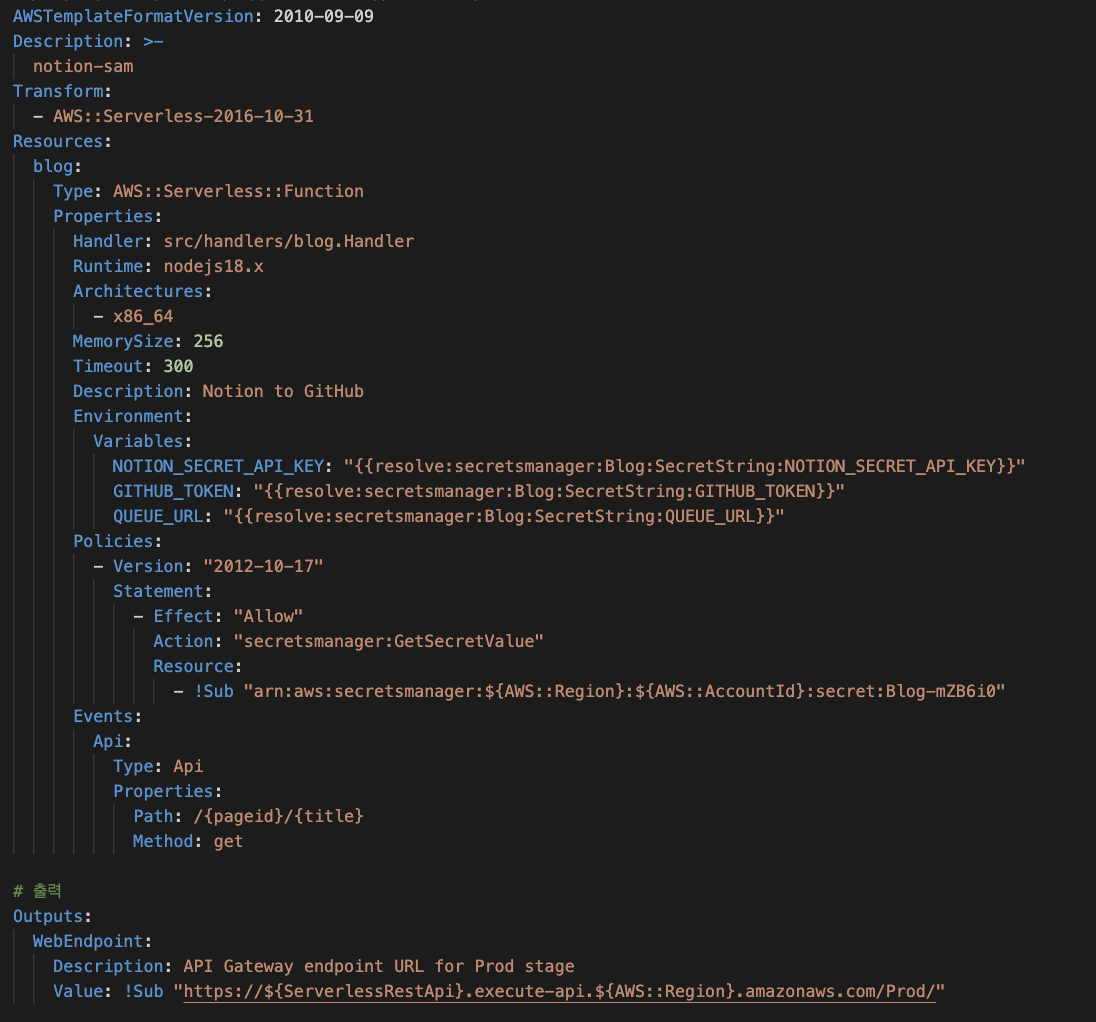 AWSTemplateFormatVersion: 2010-09-09
Description: >-
  notion-sam
Transform:
  - AWS::Serverless-2016-10-31
Resources:
  blog:
    Type: AWS::Serverless::Function
    Properties:
      Handler: src/handlers/blog.Handler
      Runtime: nodejs18.x
      Architectures:
        - x86_64
      MemorySize: 256
      Timeout: 300
      Description: Notion to GitHub
      Environment:
        Variables:
          NOTION_SECRET_API_KEY: "{{resolve:secretsmanager:Blog:SecretString:NOTION_SECRET_API_KEY}}"
          GITHUB_TOKEN: "{{resolve:secretsmanager:Blog:SecretString:GITHUB_TOKEN}}"
          QUEUE_URL: "{{resolve:secretsmanager:Blog:SecretString:QUEUE_URL}}"
      Policies:
        - Version: "2012-10-17"
          Statement:
            - Effect: "Allow"
              Action: "secretsmanager:GetSecretValue"
              Resource:
                - !Sub "arn:aws:secretsmanager:${AWS::Region}:${AWS::AccountId}:secret:Blog-mZB6i0"
      Events:
        Api:
          Type: Api
          Properties:
            Path: /{pageid}/{title}
            Method: get

# 출력
Outputs:
  WebEndpoint:
    Description: API Gateway endpoint URL for Prod stage
    Value: !Sub "https://${ServerlessRestApi}.execute-api.${AWS::Region}.amazonaws.com/Prod/"